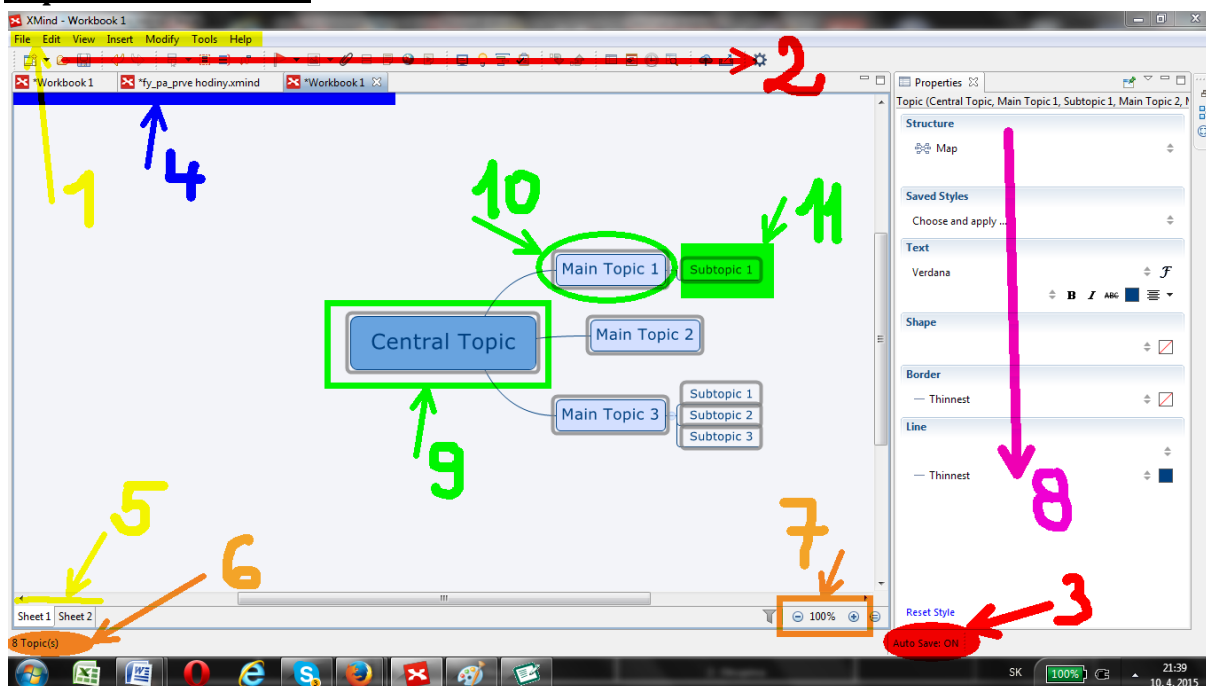 XMind - Workbook 1
File Edit View Insert Modify Tools Help
2
*Workbook 1 *fy_pa_prve hodiny.xmind *Workbook 1
Properties
Topic (Central Topic, Main Topic 1, Subtopic 1, Main Topic 2,
Structure
Map
1
4
10
11
Saved Styles
Choose and apply ...
Text
Verdana
B I ABC
Main Topic 1
Subtopic 1
Central Topic
Main Topic 2
Shape
Border
Thinnest
Main Topic 3
Subtopic 1
Subtopic 2
Subtopic 3
Line
Thinnest
9
8
5
6
7
3
Sheet 1 Sheet 2
100%
Reset Style
8 Topic(s)
Auto Save: ON
SK 100% 21:39
10. 4. 2015